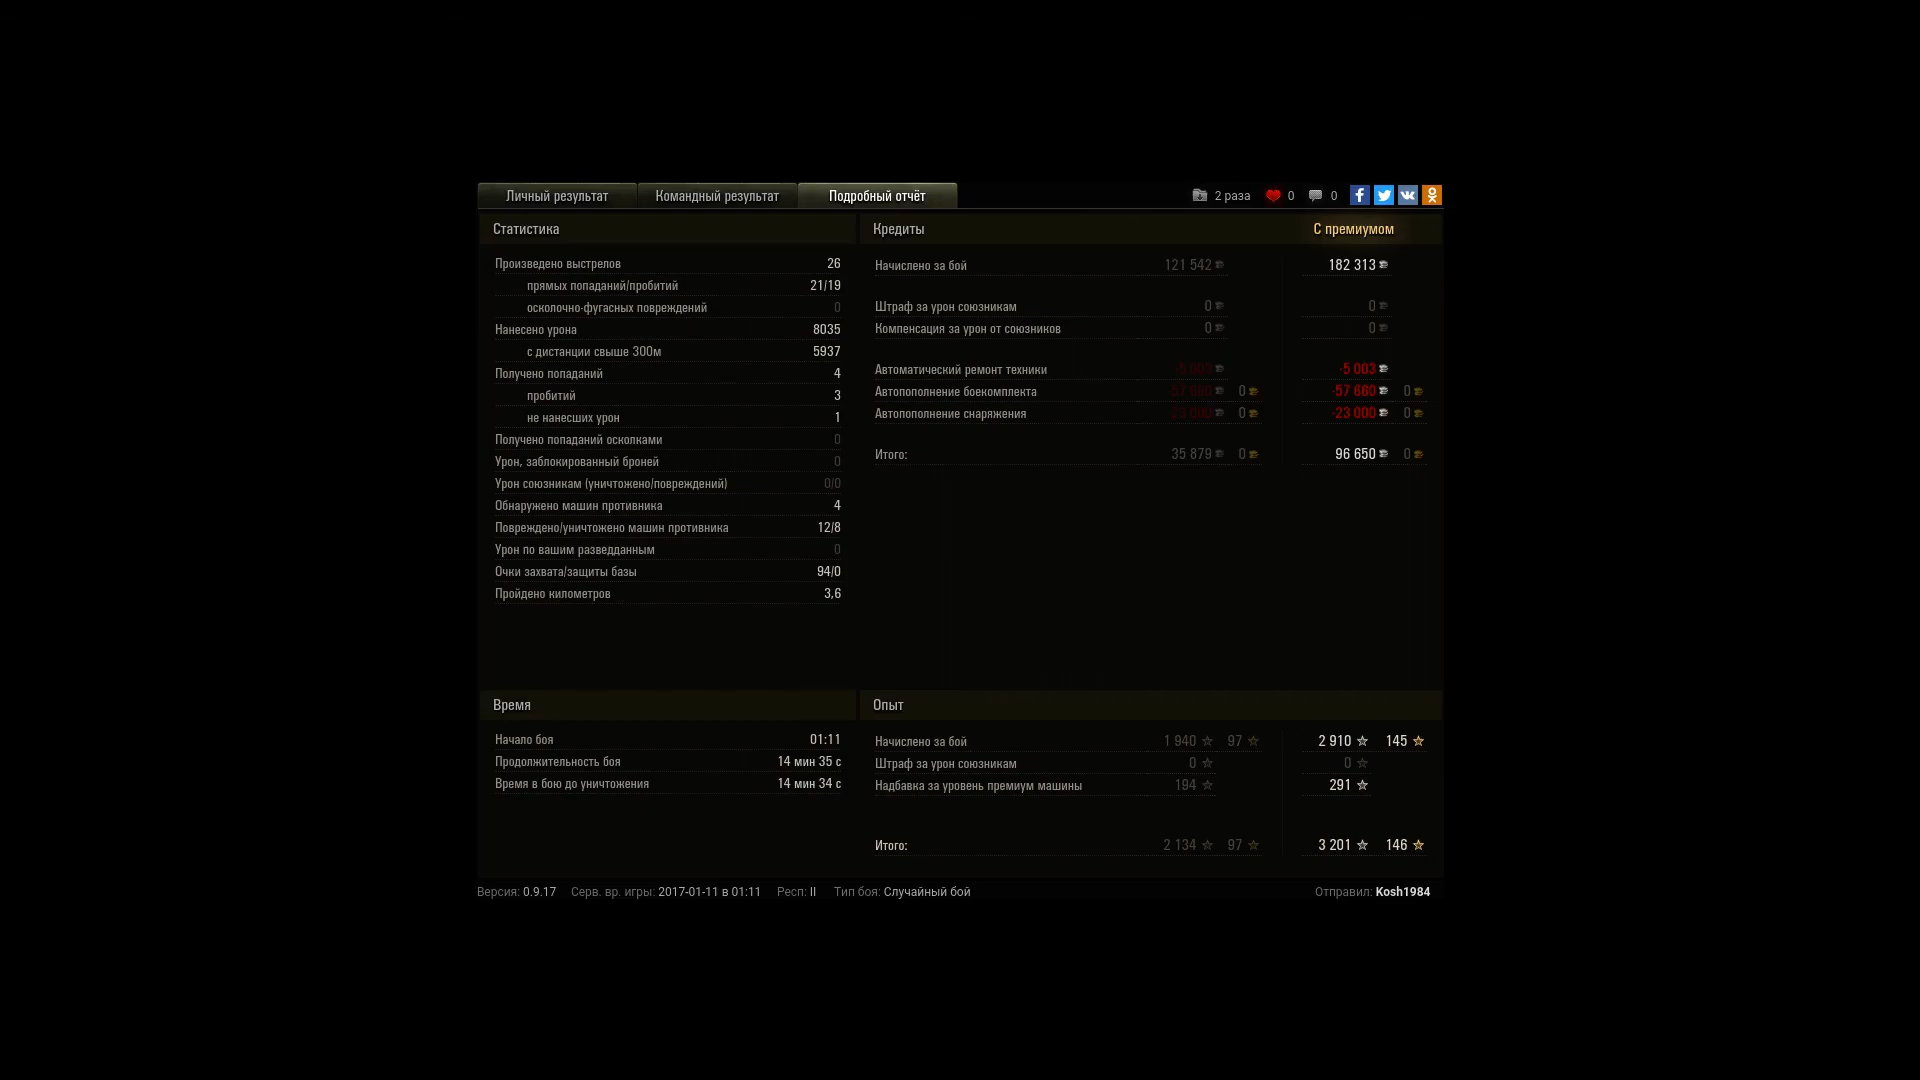 Личный результат Командный результат Подробный отчёт 2 раза 0 0
Статистика
Произведено выстрелов 26
прямых попаданий/пробитий 21/19
осколочно-фугасных повреждений 0
Нанесено урона 8035
с дистанции свыше 300м 5937
Получено попаданий 4
пробитий 3
не нанесших урон 1
Получено попаданий осколками 0
Урон, заблокированный броней 0
Урон союзникам (уничтожено/повреждений) 0/0
Обнаружено машин противника 4
Повреждено/уничтожено машин противника 12/8
Урон по вашим разведданным 0
Очки захвата/защиты базы 94/0
Пройдено километров 3,6
Кредиты С премиумом
Начислено за бой 121 542 182 313
Штраф за урон союзникам 0 0
Компенсация за урон от союзников 0 0
Автоматический ремонт техники -5 003 -5 003
Автопополнение боекомплекта -57 660 0 -57 660 0
Автопополнение снаряжения -23 000 0 -23 000 0
Итого: 35 879 0 96 650 0
Время
Начало боя 01:11
Продолжительность боя 14 мин 35 с
Время в бою до уничтожения 14 мин 34 с
Опыт
Начислено за бой 1 940 97 2 910 145
Штраф за урон союзникам 0 0
Надбавка за уровень премиум машины 194 291
Итого: 2 134 97 3 201 146
Версия: 0.9.17 Серв. вр. игры: 2017-01-11 в 01:11 Респ: II Тип боя: Случайный бой Отправил: Kosh1984